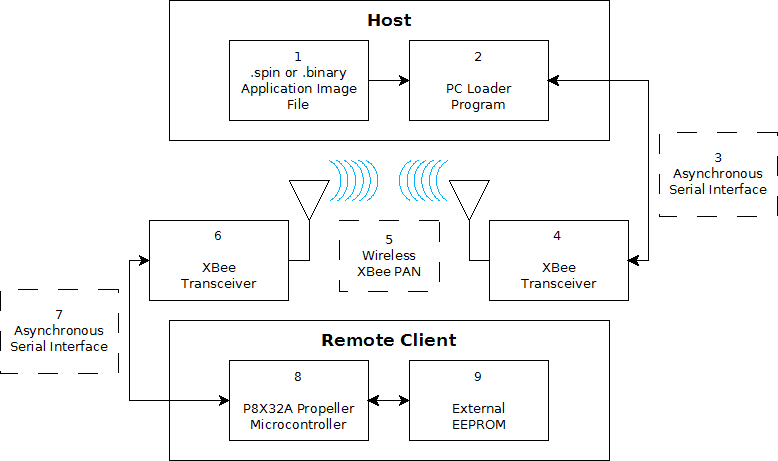 Host
1
.spin or .binary
Application Image
File
2
PC Loader
Program
3
Asynchronous
Serial Interface
4
XBee
Transceiver
5
Wireless
XBee PAN
6
XBee
Transceiver
7
Asynchronous
Serial Interface
Remote Client
8
P8X32A Propeller
Microcontroller
9
External
EEPROM